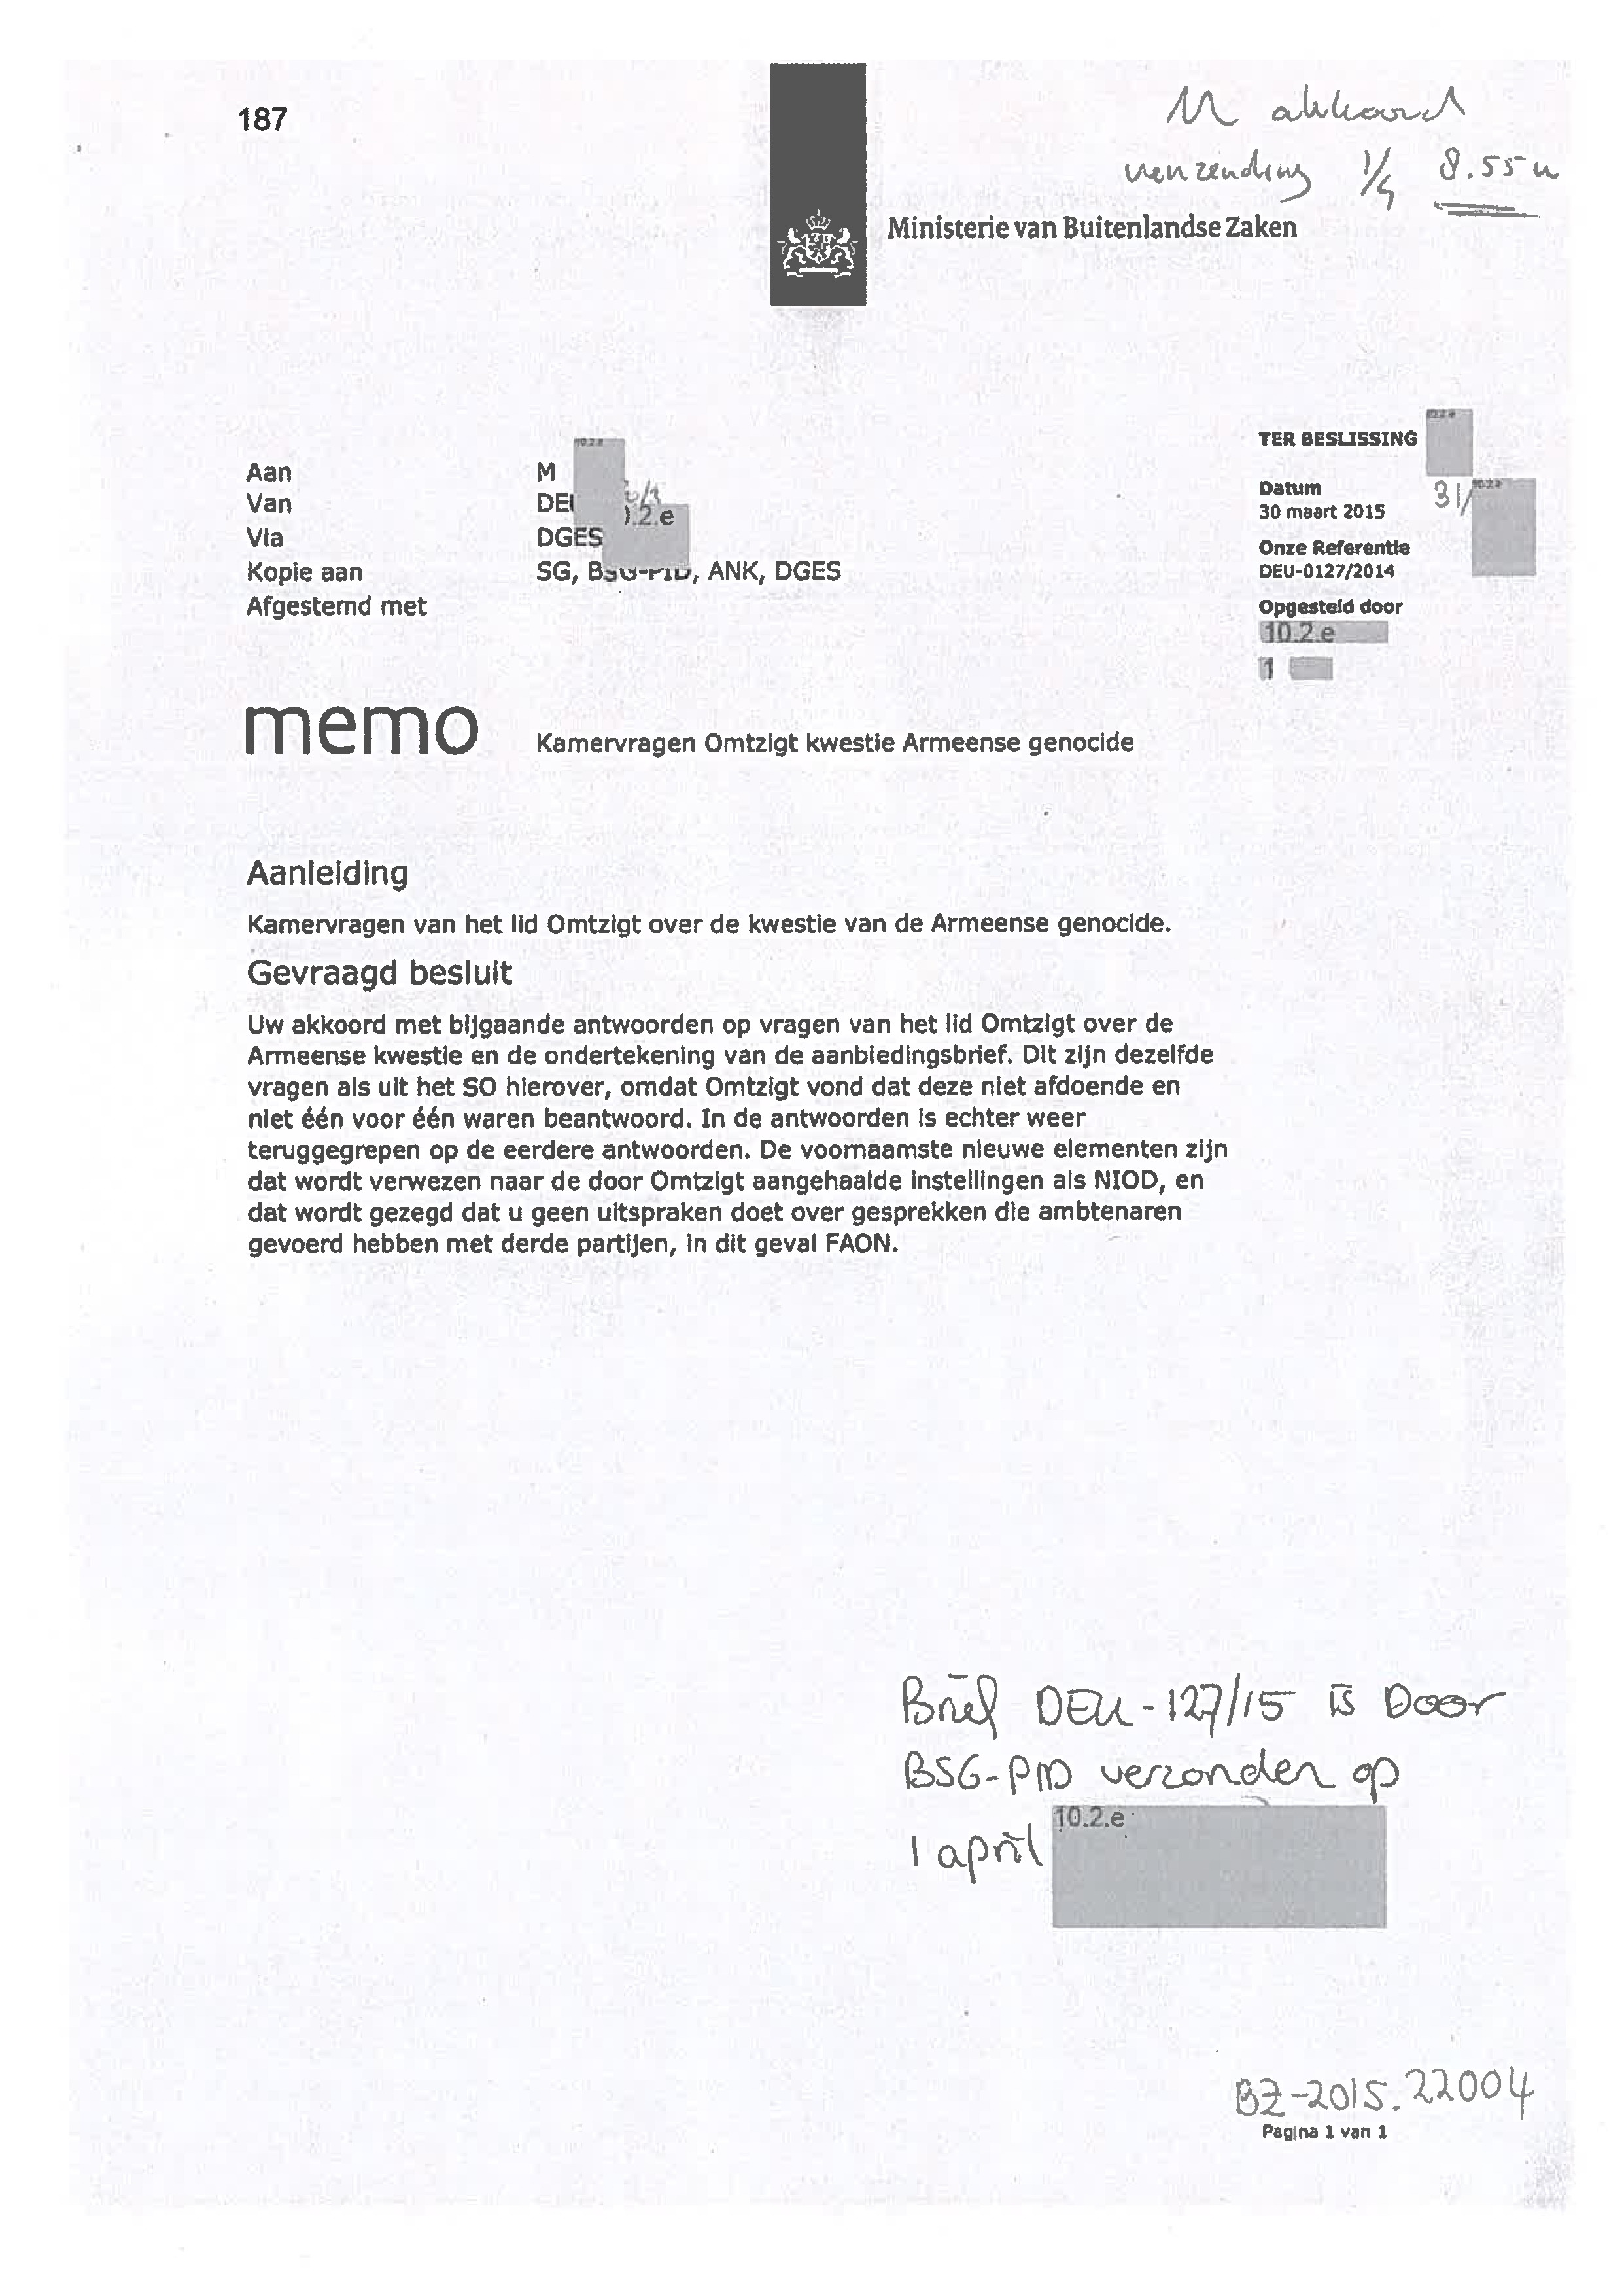 187
M akkoord
verzending 1/4 8.55 u
Ministerie van Buitenlandse Zaken
TER BESLISSING
Aan M
Van DEU
Via DGES
Kopie aan SG, BSG-PID, ANK, DGES
Afgestemd met
10.2.e
Datum 31/
30 maart 2015
Onze Referentie
DEU-0127/2014
Opgesteld door
10.2.e
1
memo Kamervragen Omtzigt kwestie Armeense genocide
Aanleiding
Kamervragen van het lid Omtzigt over de kwestie van de Armeense genocide.
Gevraagd besluit
Uw akkoord met bijgaande antwoorden op vragen van het lid Omtzigt over de
Armeense kwestie en de ondertekening van de aanbiedingsbrief. Dit zijn dezelfde
vragen als uit het SO hierover, omdat Omtzigt vond dat deze niet afdoende en
niet één voor één waren beantwoord. In de antwoorden is echter weer
teruggegrepen op de eerdere antwoorden. De voornaamste nieuwe elementen zijn
dat wordt verwezen naar de door Omtzigt aangehaalde instellingen als NIOD, en
dat wordt gezegd dat u geen uitspraken doet over gesprekken die ambtenaren
gevoerd hebben met derde partijen, in dit geval FAON.
Brief DEU-127/15 is Door
BSG-PID verzonden op
1 april 10.2.e
BZ-2015.22004
Pagina 1 van 1